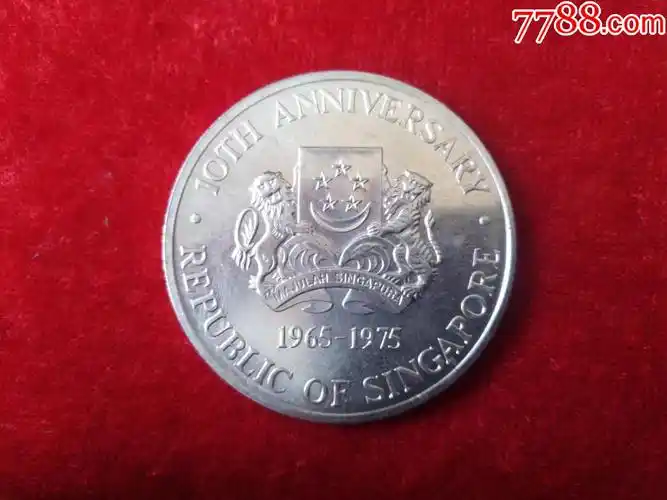 7788.com
· 10TH ANNIVERSARY ·
MAJULAH SINGAPURA
1965-1975
REPUBLIC OF SINGAPORE